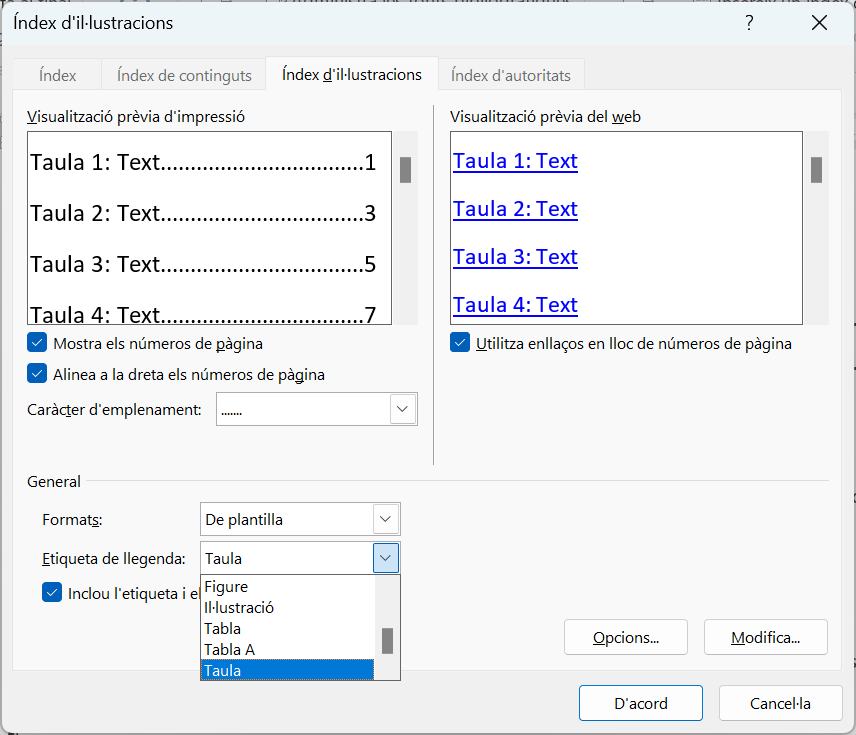 Índex d'il·lustracions
?
Índex
Índex de continguts
Índex d'il·lustracions
Índex d'autoritats
Visualització prèvia d'impressió
Taula 1: Text..................................1
Taula 2: Text..................................3
Taula 3: Text..................................5
Taula 4: Text..................................7
Mostra els números de pàgina
Alinea a la dreta els números de pàgina
Caràcter d'emplenament:
.......
Visualització prèvia del web
Taula 1: Text
Taula 2: Text
Taula 3: Text
Taula 4: Text
Utilitza enllaços en lloc de números de pàgina
General
Formats:
De plantilla
Etiqueta de llegenda:
Taula
Inclou l'etiqueta i el
Figure
Il·lustració
Tabla
Tabla A
Taula
Opcions...
Modifica...
D'acord
Cancel·la